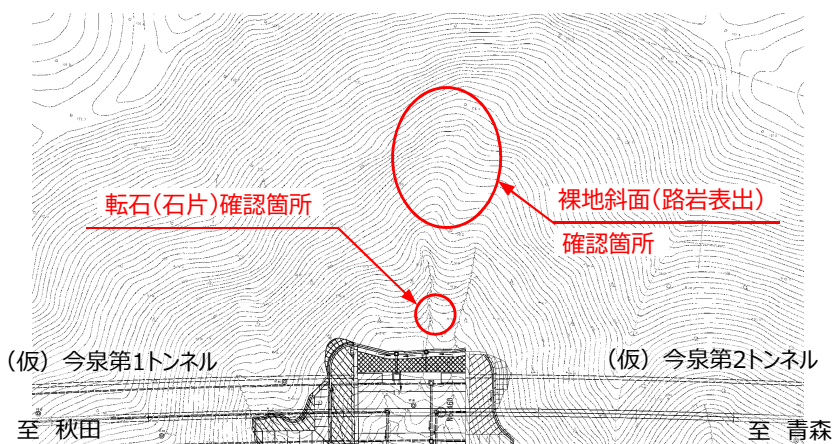 転石(石片)確認箇所
裸地斜面(路岩表出)
確認箇所
(仮)今泉第1トンネル
(仮)今泉第2トンネル
至 秋田
至 青森